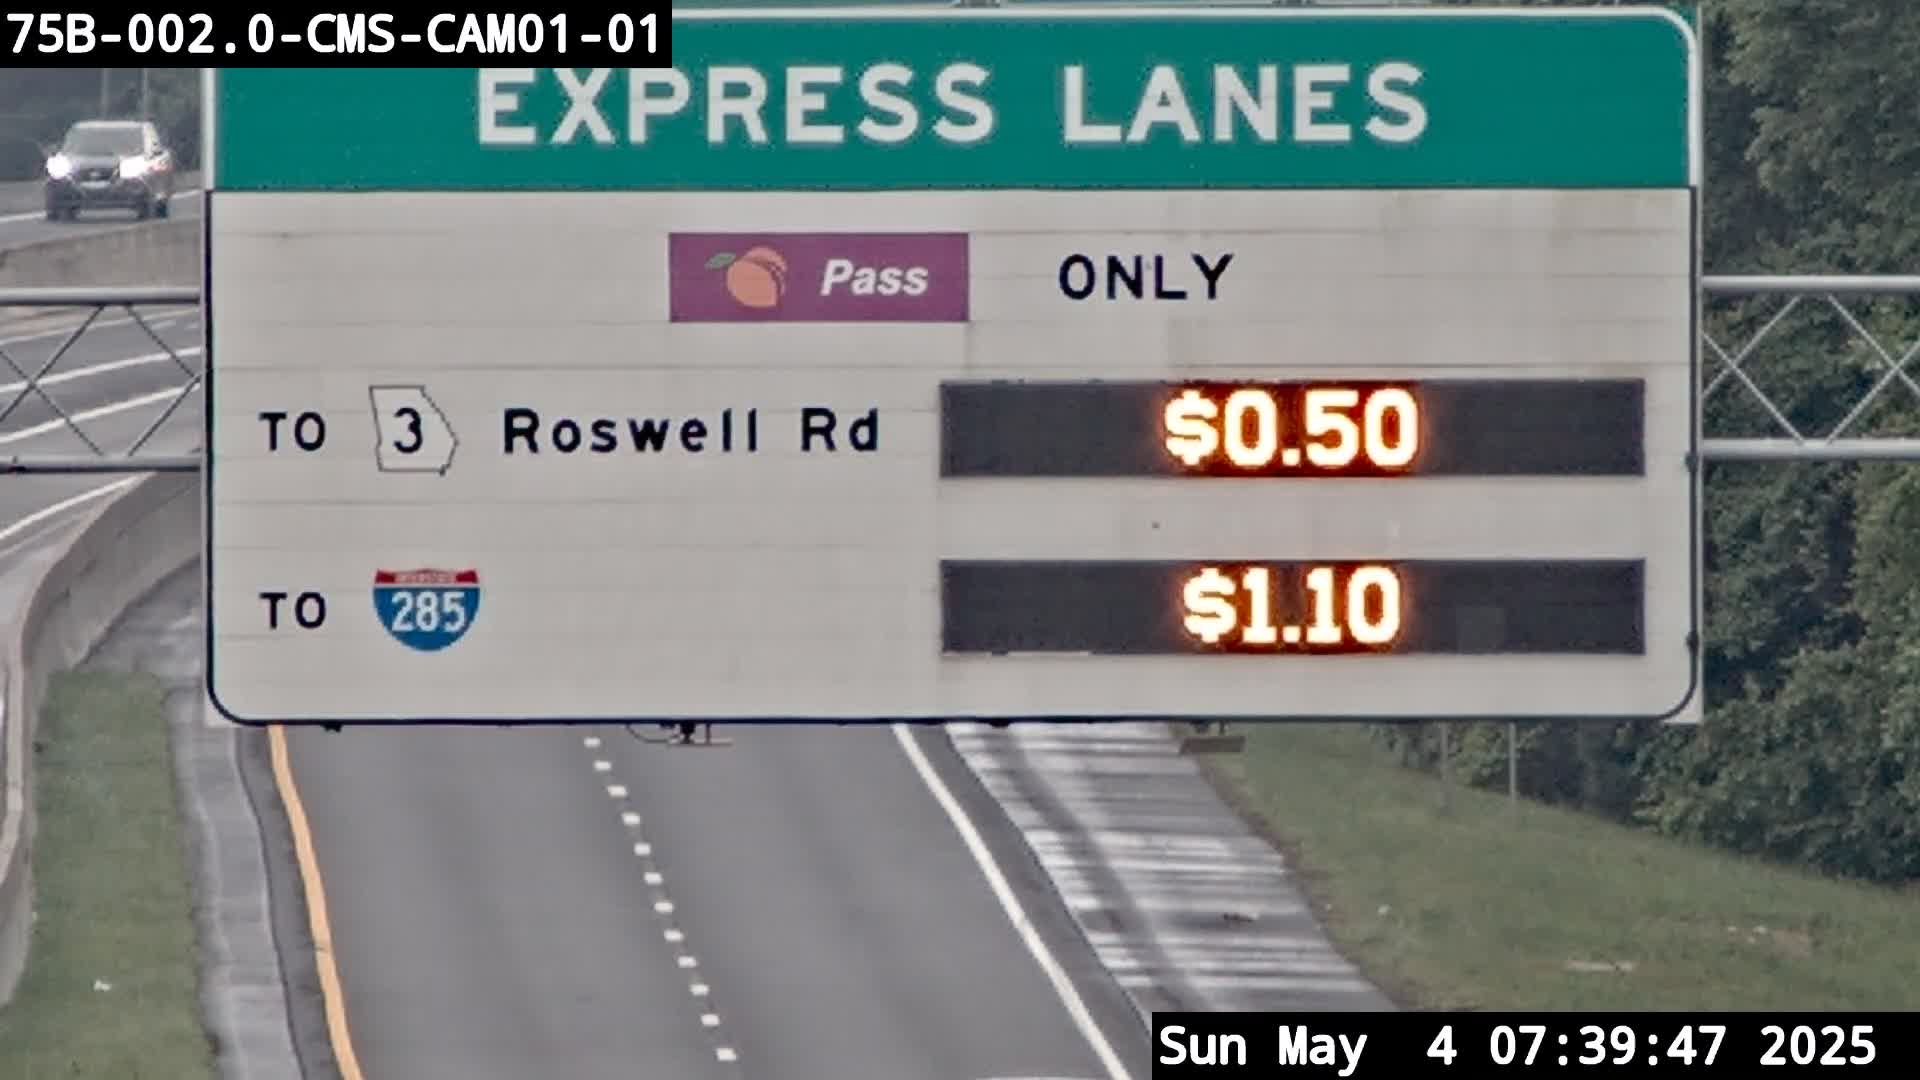 75B-002.0-CMS-CAM01-01
EXPRESS LANES
Pass ONLY
TO 3 Roswell Rd $0.50
TO INTERSTATE 285 $1.10
Sun May 4 07:39:47 2025